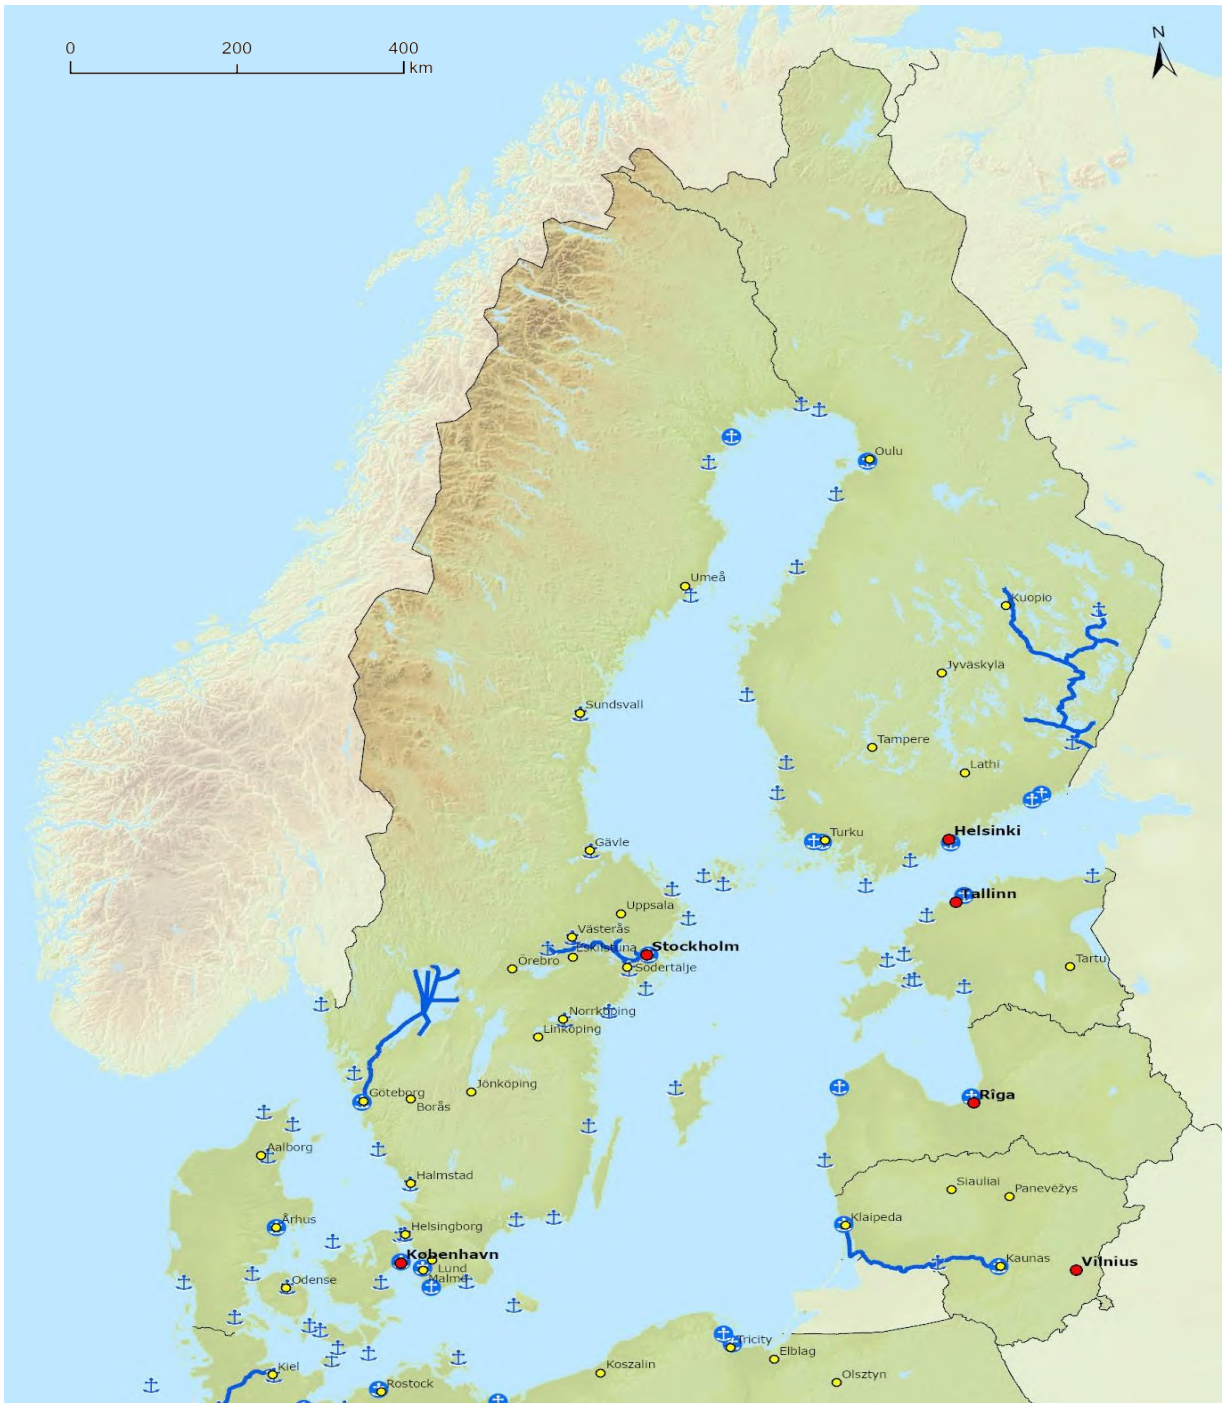 N
0 200 400
km
Oulu
Umeå
Kuopio
Jyväskylä
Sundsvall
Tampere
Lathi
Turku
Helsinki
Gävle
Tallinn
Uppsala
Västerås
Stockholm
Eskilstuna
Örebro
Södertälje
Tartu
Norrköping
Linköping
Jönköping
Göteborg
Borås
Rîga
Aalborg
Halmstad
Siauliai
Panevėžys
Århus
Helsingborg
Klaipeda
København
Lund
Malmö
Kaunas
Vilnius
Odense
Tricity
Elblag
Kiel
Koszalin
Rostock
Olsztyn